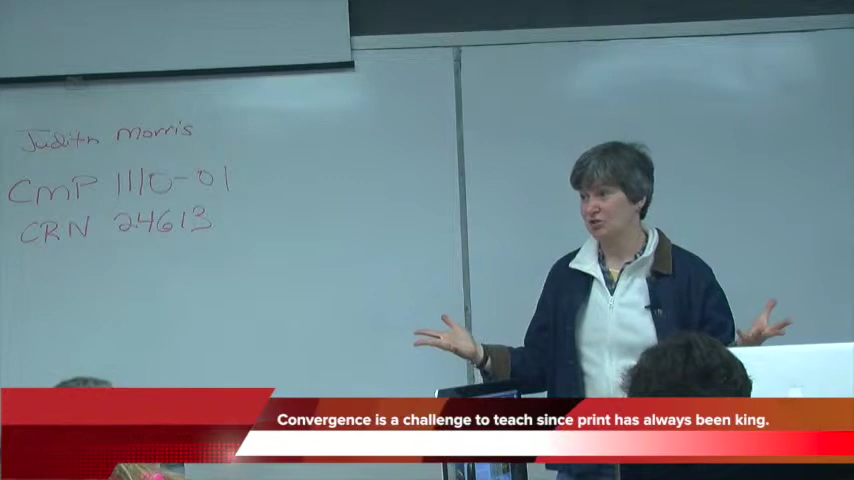 Judith Morris
CMP 1110-01
CRN 24613
Convergence is a challenge to teach since print has always been king.